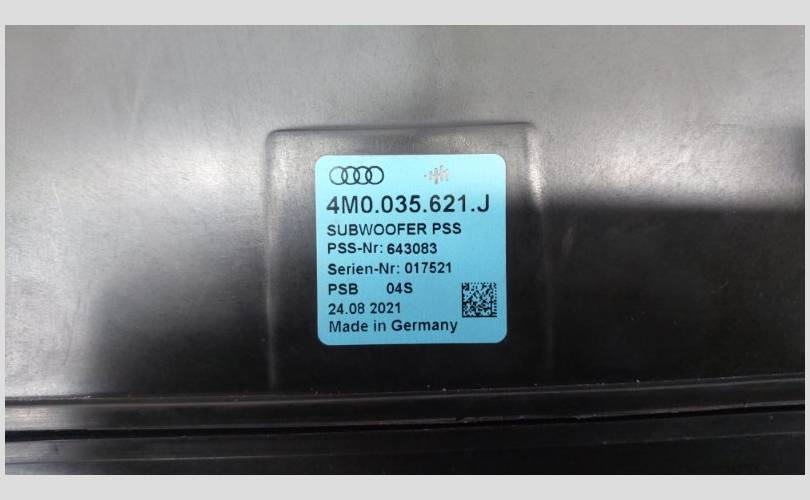 4M0.035.621.J
SUBWOOFER PSS
PSS-Nr: 643083
Serien-Nr: 017521
PSB 04S
24.08 2021
Made in Germany